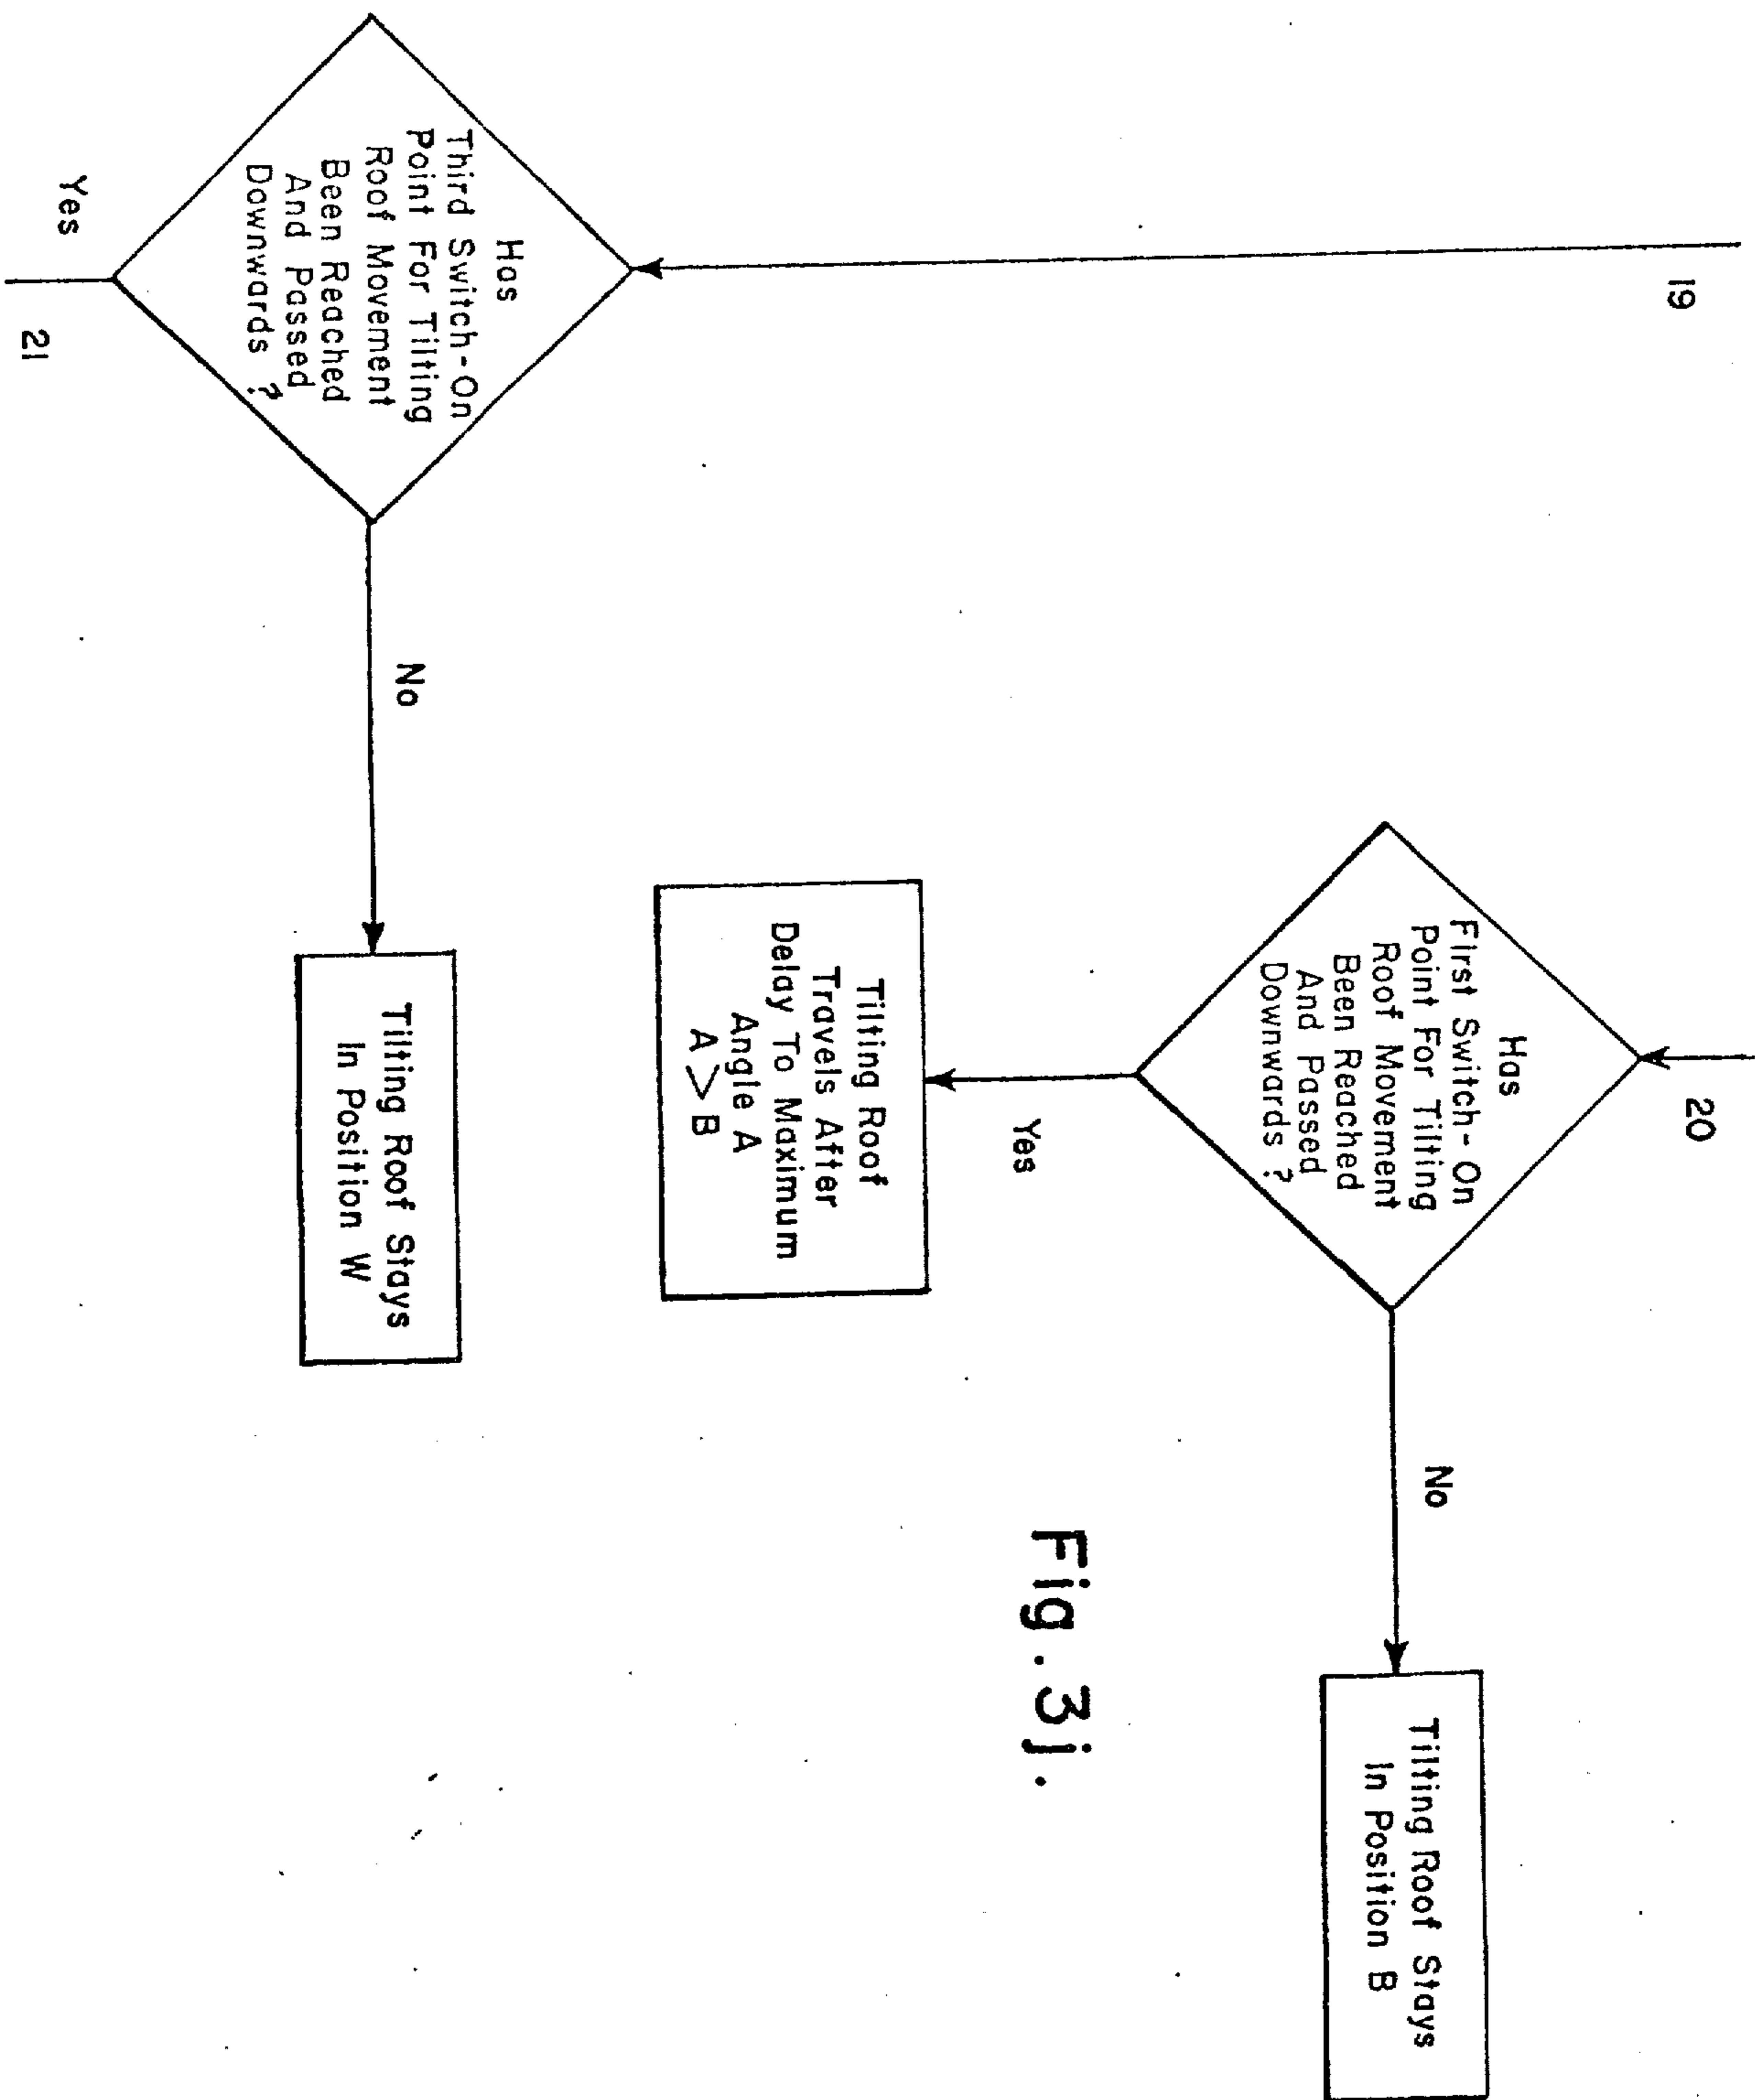 19
20
Has
Third Switch-On
Point For Tilting
Roof Movement
Been Reached
And Passed
Downwards ?
Yes
21
No
Tilting Roof Stays
In Position W
Has
First Switch-On
Point For Tilting
Roof Movement
Been Reached
And Passed
Downwards ?
Yes
Tilting Roof
Travels After
Delay To Maximum
Angle A
A > B
No
Tilting Roof Stays
In Position B
Fig. 3j.